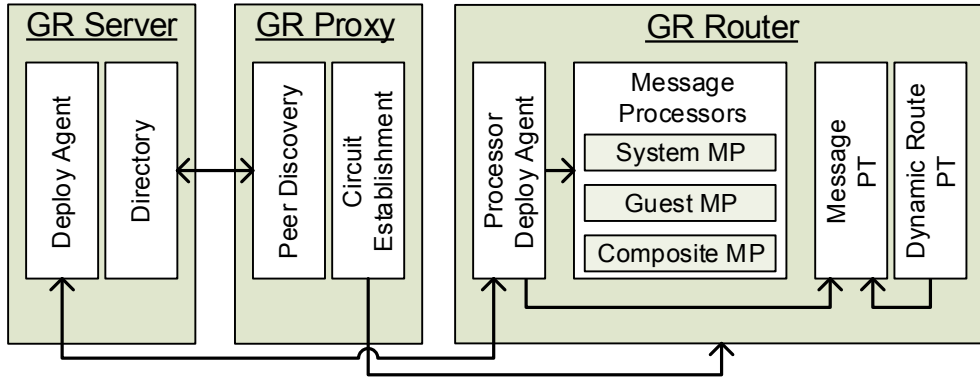 GR Server
Deploy Agent
Directory
GR Proxy
Peer Discovery
Circuit
Establishment
GR Router
Processor
Deploy Agent
Message
Processors
System MP
Guest MP
Composite MP
Message
PT
Dynamic Route
PT